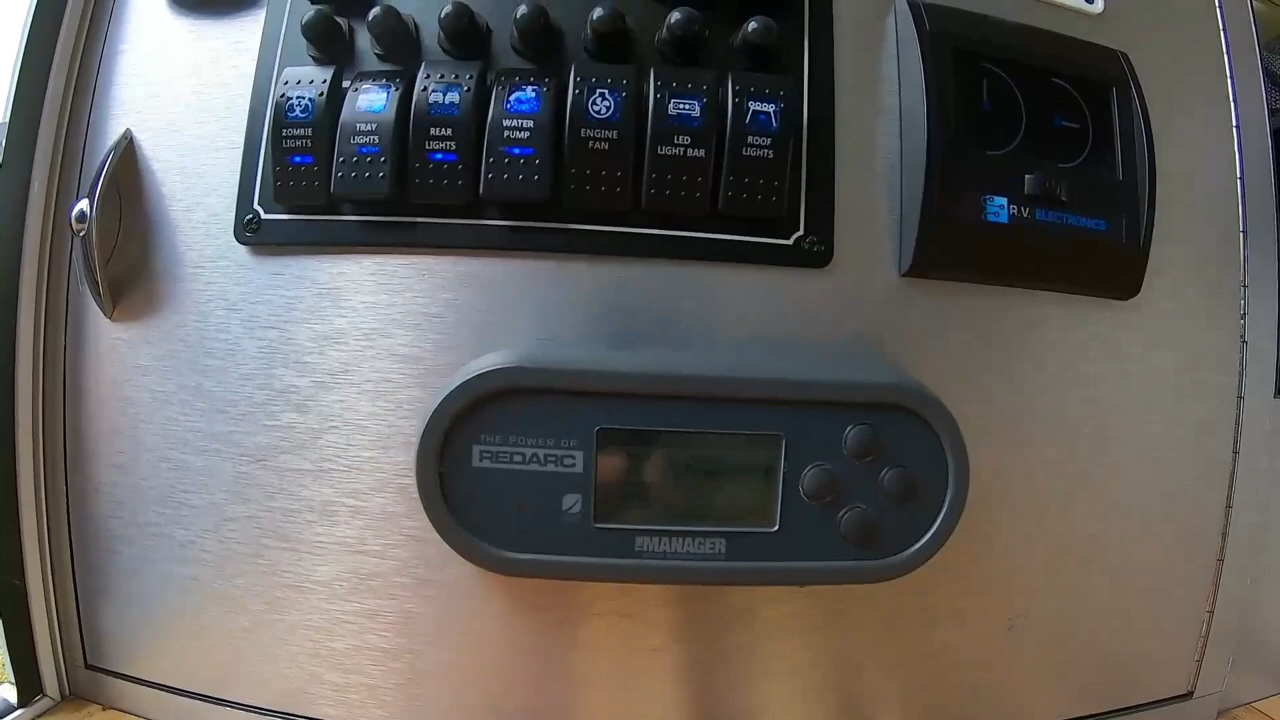 ZOMBIE
LIGHTS
TRAY
LIGHTS
REAR
LIGHTS
WATER
PUMP
ENGINE
FAN
LED
LIGHT BAR
ROOF
LIGHTS
R.V. ELECTRONICS
THE POWER OF
REDARC
THE MANAGER